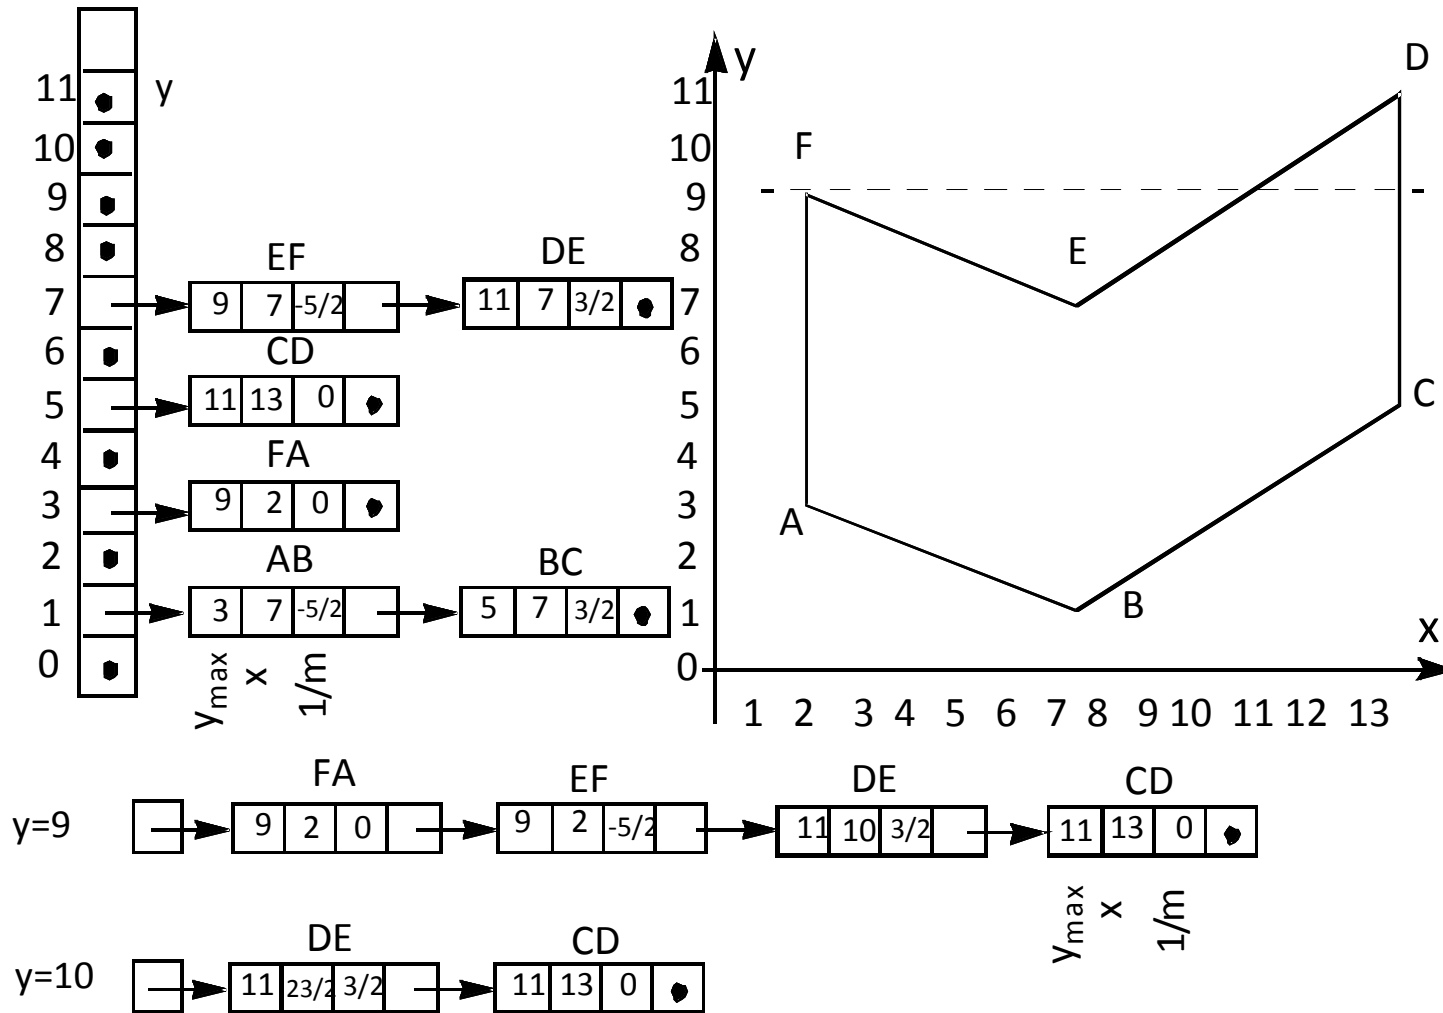 y
D
11 y
11
10
F
10
9
9
8
EF
DE
E
8
7
9 7 -5/2
11 7 3/2
7
6
CD
6
5
11 13 0
5
C
4
FA
4
3
9 2 0
3
A
2
AB
BC
2
1
3 7 -5/2
5 7 3/2
1
B
0
ymax x 1/m
0
x
1 2 3 4 5 6 7 8 9 10 11 12 13
FA EF DE CD
y=9
9 2 0
9 2 -5/2
11 10 3/2
11 13 0
ymax x 1/m
DE CD
y=10
11 23/2 3/2
11 13 0